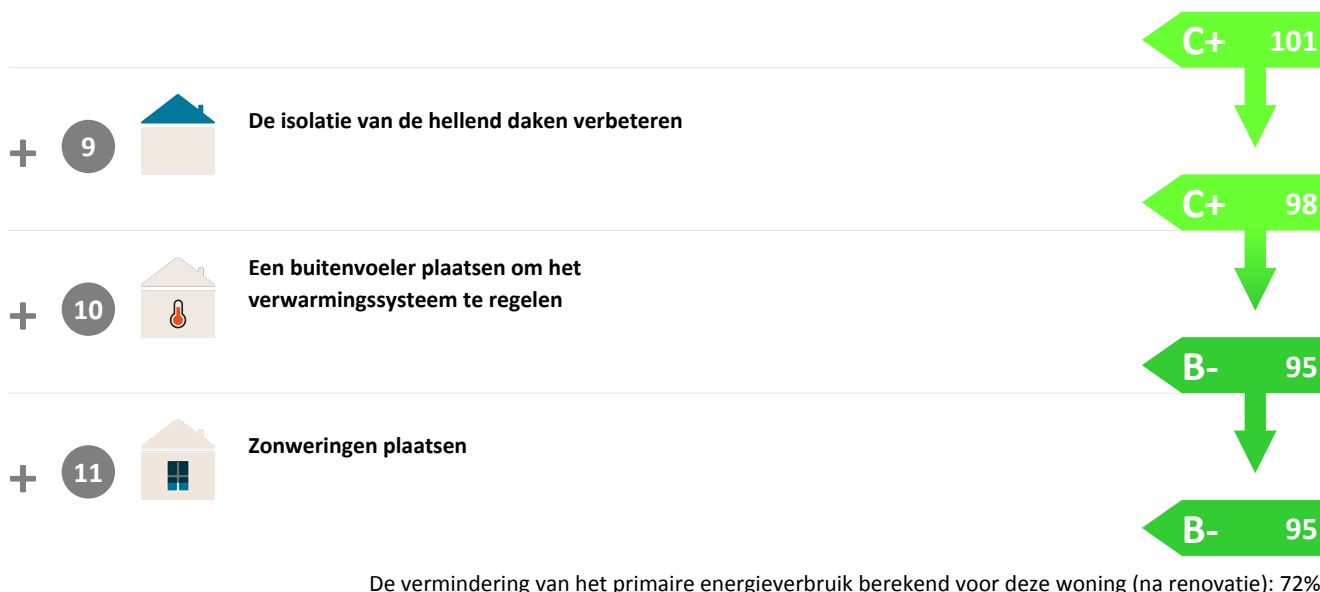 C+ 101
De isolatie van de hellend daken verbeteren
+ 9
C+ 98
Een buitenvoeler plaatsen om het
verwarmingssysteem te regelen
+ 10
B- 95
Zonweringen plaatsen
+ 11
B- 95
De vermindering van het primaire energieverbruik berekend voor deze woning (na renovatie): 72%